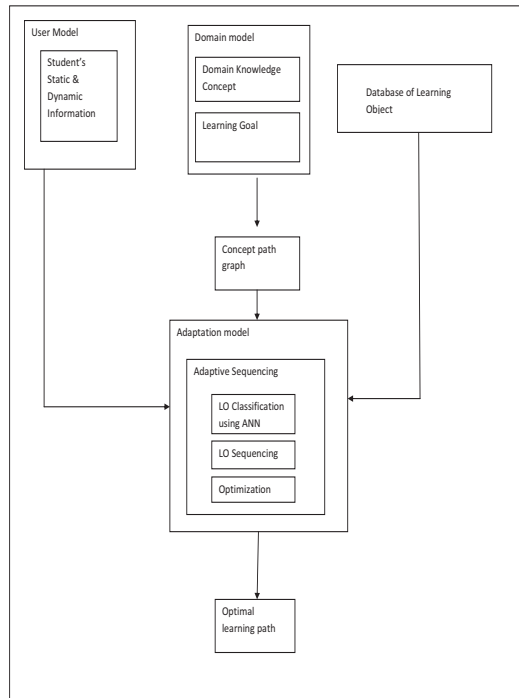 User Model
Student's
Static &
Dynamic
Information
Domain model
Domain Knowledge
Concept
Learning Goal
Database of Learning
Object
Concept path
graph
Adaptation model
Adaptive Sequencing
LO Classification
using ANN
LO Sequencing
Optimization
Optimal
learning path